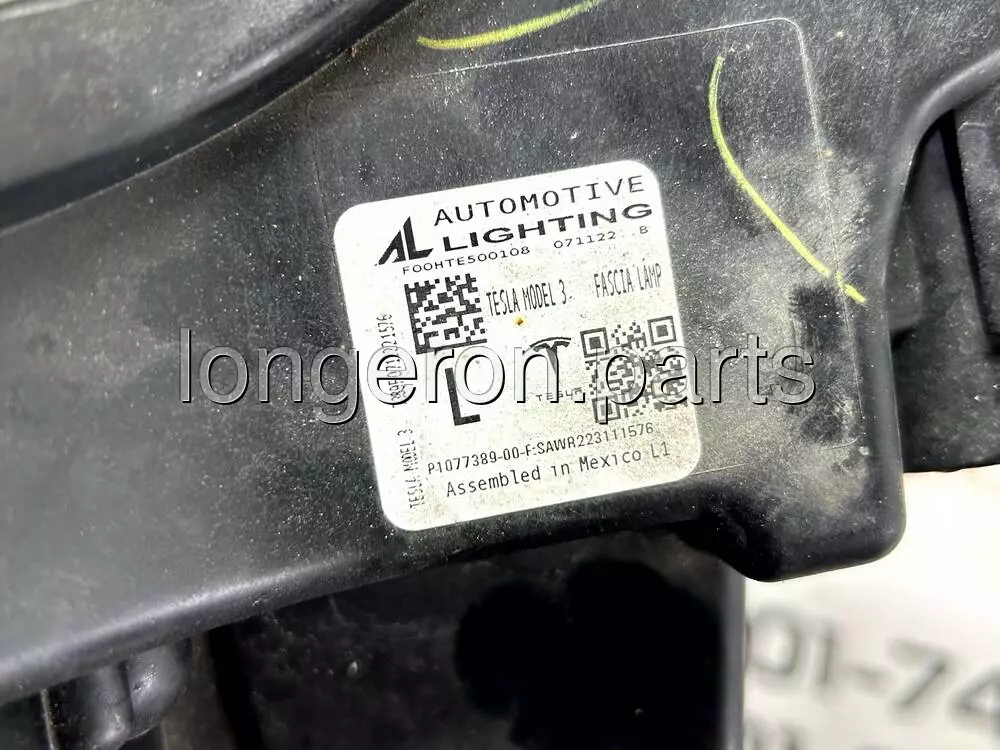 AUTOMOTIVE
AL LIGHTING
F00HTE500108 071122 B
TESLA MODEL 3 FASCIA LAMP
longeron.parts
L
TESLA
TESLA MODEL 3
P1077389-00-F:SAWR223111576
Assembled in Mexico L1